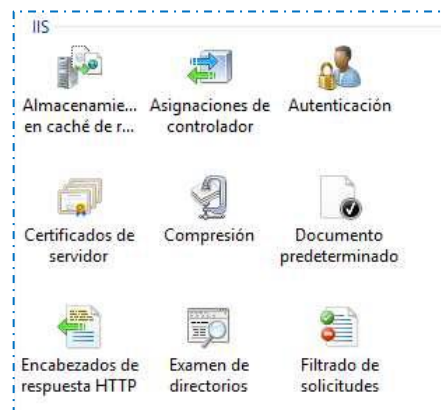 IIS
Almacenamie... Asignaciones de Autenticación
en caché de r... controlador
Certificados de Compresión Documento
servidor predeterminado
Encabezados de Examen de Filtrado de
respuesta HTTP directorios solicitudes